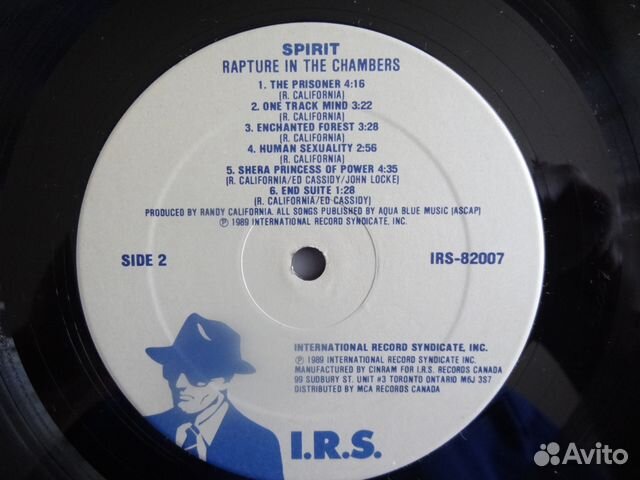 SPIRIT
RAPTURE IN THE CHAMBERS
1. THE PRISONER 4:16
(R. CALIFORNIA)
2. ONE TRACK MIND 3:22
(R. CALIFORNIA)
3. ENCHANTED FOREST 3:28
(R. CALIFORNIA)
4. HUMAN SEXUALITY 2:56
(R. CALIFORNIA)
5. SHERA PRINCESS OF POWER 4:35
(R. CALIFORNIA/ED CASSIDY/JOHN LOCKE)
6. END SUITE 1:28
(R. CALIFORNIA/ED CASSIDY)
PRODUCED BY RANDY CALIFORNIA. ALL SONGS PUBLISHED BY AQUA BLUE MUSIC (ASCAP)
℗ 1989 INTERNATIONAL RECORD SYNDICATE, INC.
SIDE 2
IRS-82007
INTERNATIONAL RECORD SYNDICATE, INC.
℗ 1989 INTERNATIONAL RECORD SYNDICATE INC.
MANUFACTURED BY CINRAM FOR I.R.S. RECORDS CANADA
99 SUDBURY ST. UNIT #3 TORONTO ONTARIO M6J 3S7
DISTRIBUTED BY MCA RECORDS CANADA
I.R.S.
Avito